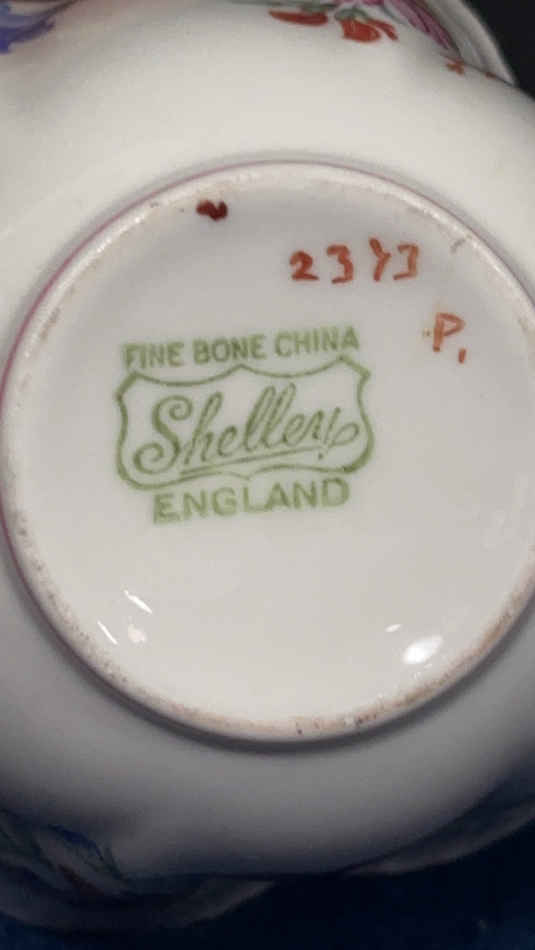 2373
P.
FINE BONE CHINA
Shelley
ENGLAND